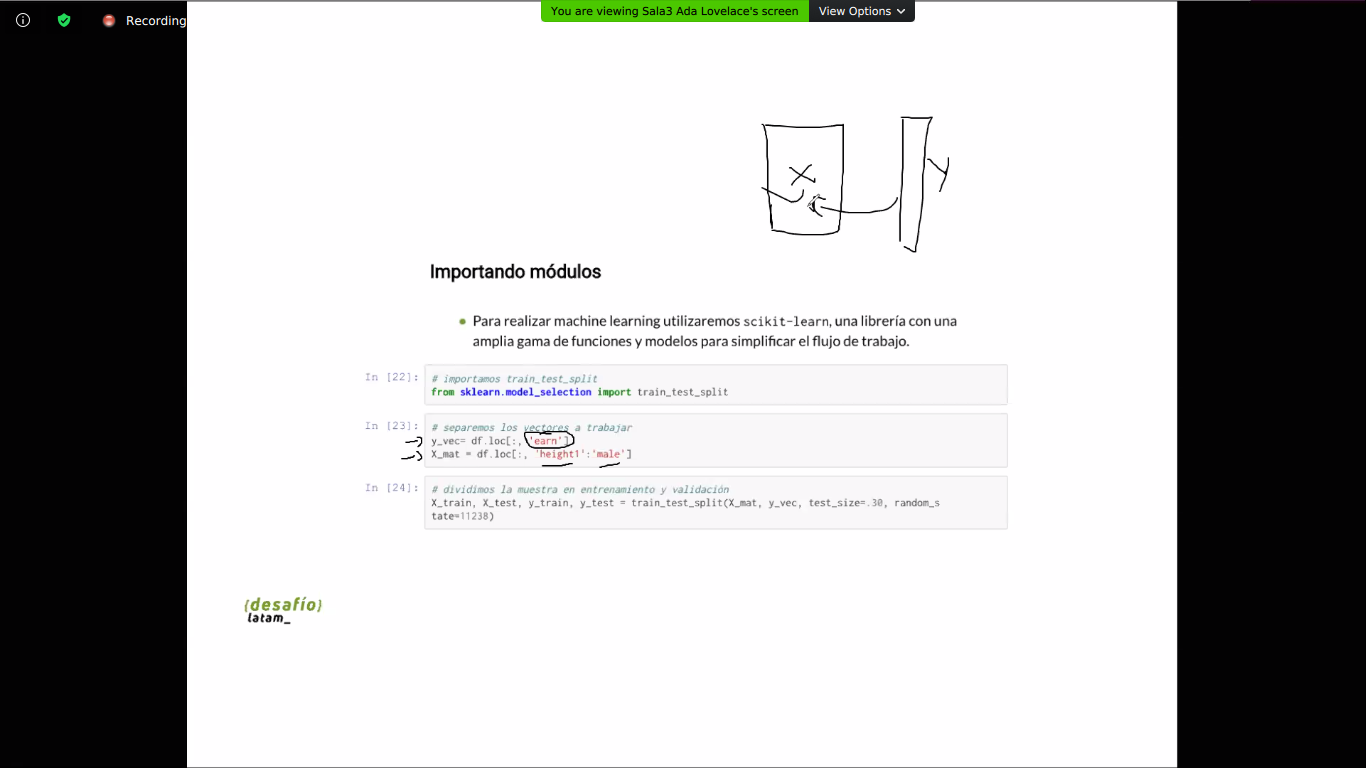 You are viewing Sala3 Ada Lovelace's screen
View Options
Recording
X
Y
Importando módulos
Para realizar machine learning utilizaremos scikit-learn, una librería con una
amplia gama de funciones y modelos para simplificar el flujo de trabajo.
In [22]:
# importamos train_test_split
from sklearn.model_selection import train_test_split
In [23]:
# separemos los vectores a trabajar
y_vec= df.loc[:, 'earn']
X_mat = df.loc[:, 'height1':'male']
In [24]:
# dividimos la muestra en entrenamiento y validación
X_train, X_test, y_train, y_test = train_test_split(X_mat, y_vec, test_size=.30, random_s
tate=11238)
{desafío}
latam_